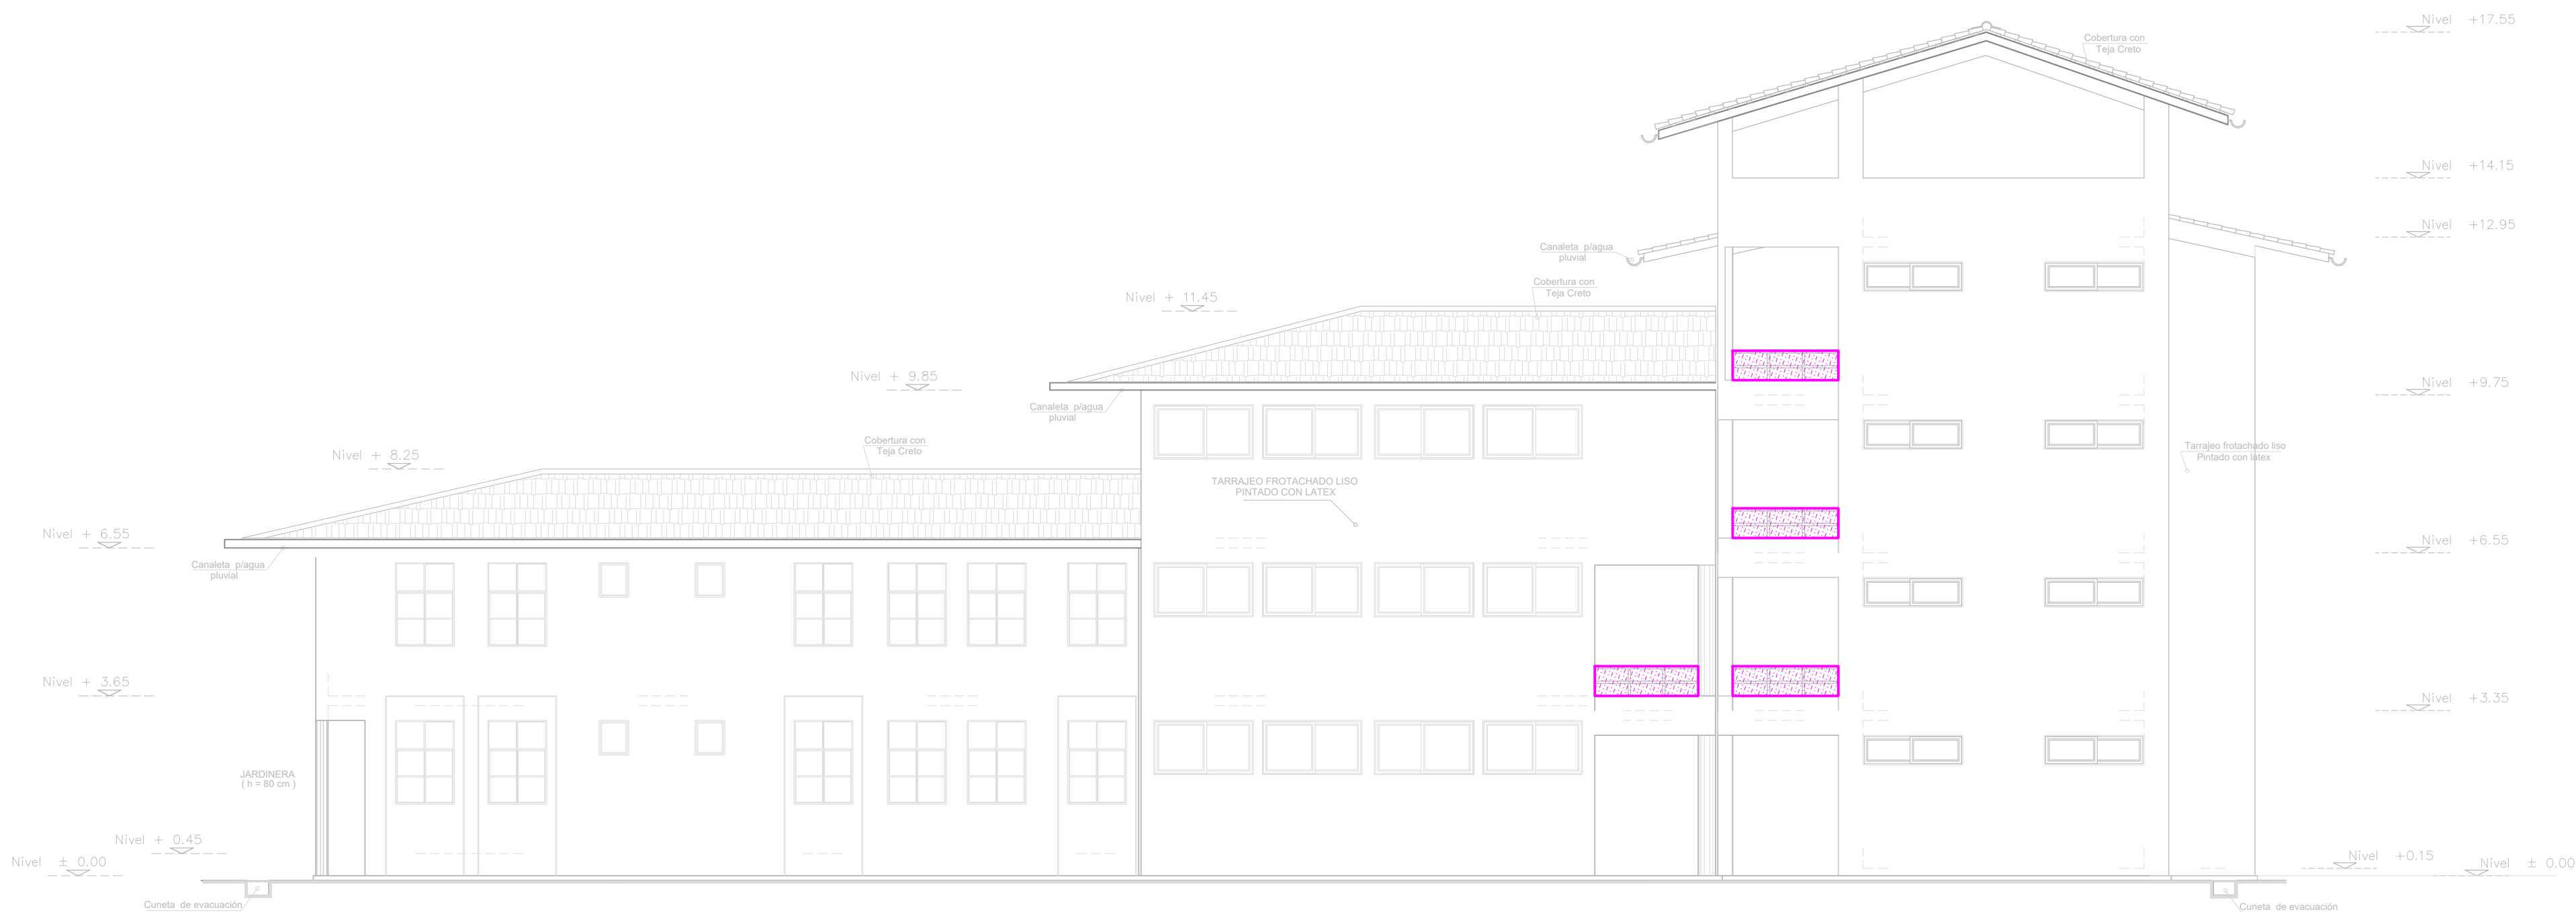 Nivel +17.55
Cobertura con
Teja Creto
Nivel +14.15
Nivel +12.95
Canaleta p/agua
pluvial
Cobertura con
Teja Creto
Nivel + 11.45
Nivel + 9.85
Nivel +9.75
Canaleta p/agua
pluvial
Cobertura con
Teja Creto
Nivel + 8.25
Tarrajeo frotachado liso
Pintado con látex
TARRAJEO FROTACHADO LISO
PINTADO CON LATEX
Nivel + 6.55
Nivel +6.55
Canaleta p/agua
pluvial
Nivel + 3.65
Nivel +3.35
JARDINERA
( h = 80 cm )
Nivel + 0.45
Nivel ± 0.00
Nivel +0.15
Nivel ± 0.00
Cuneta de evacuación
Cuneta de evacuación